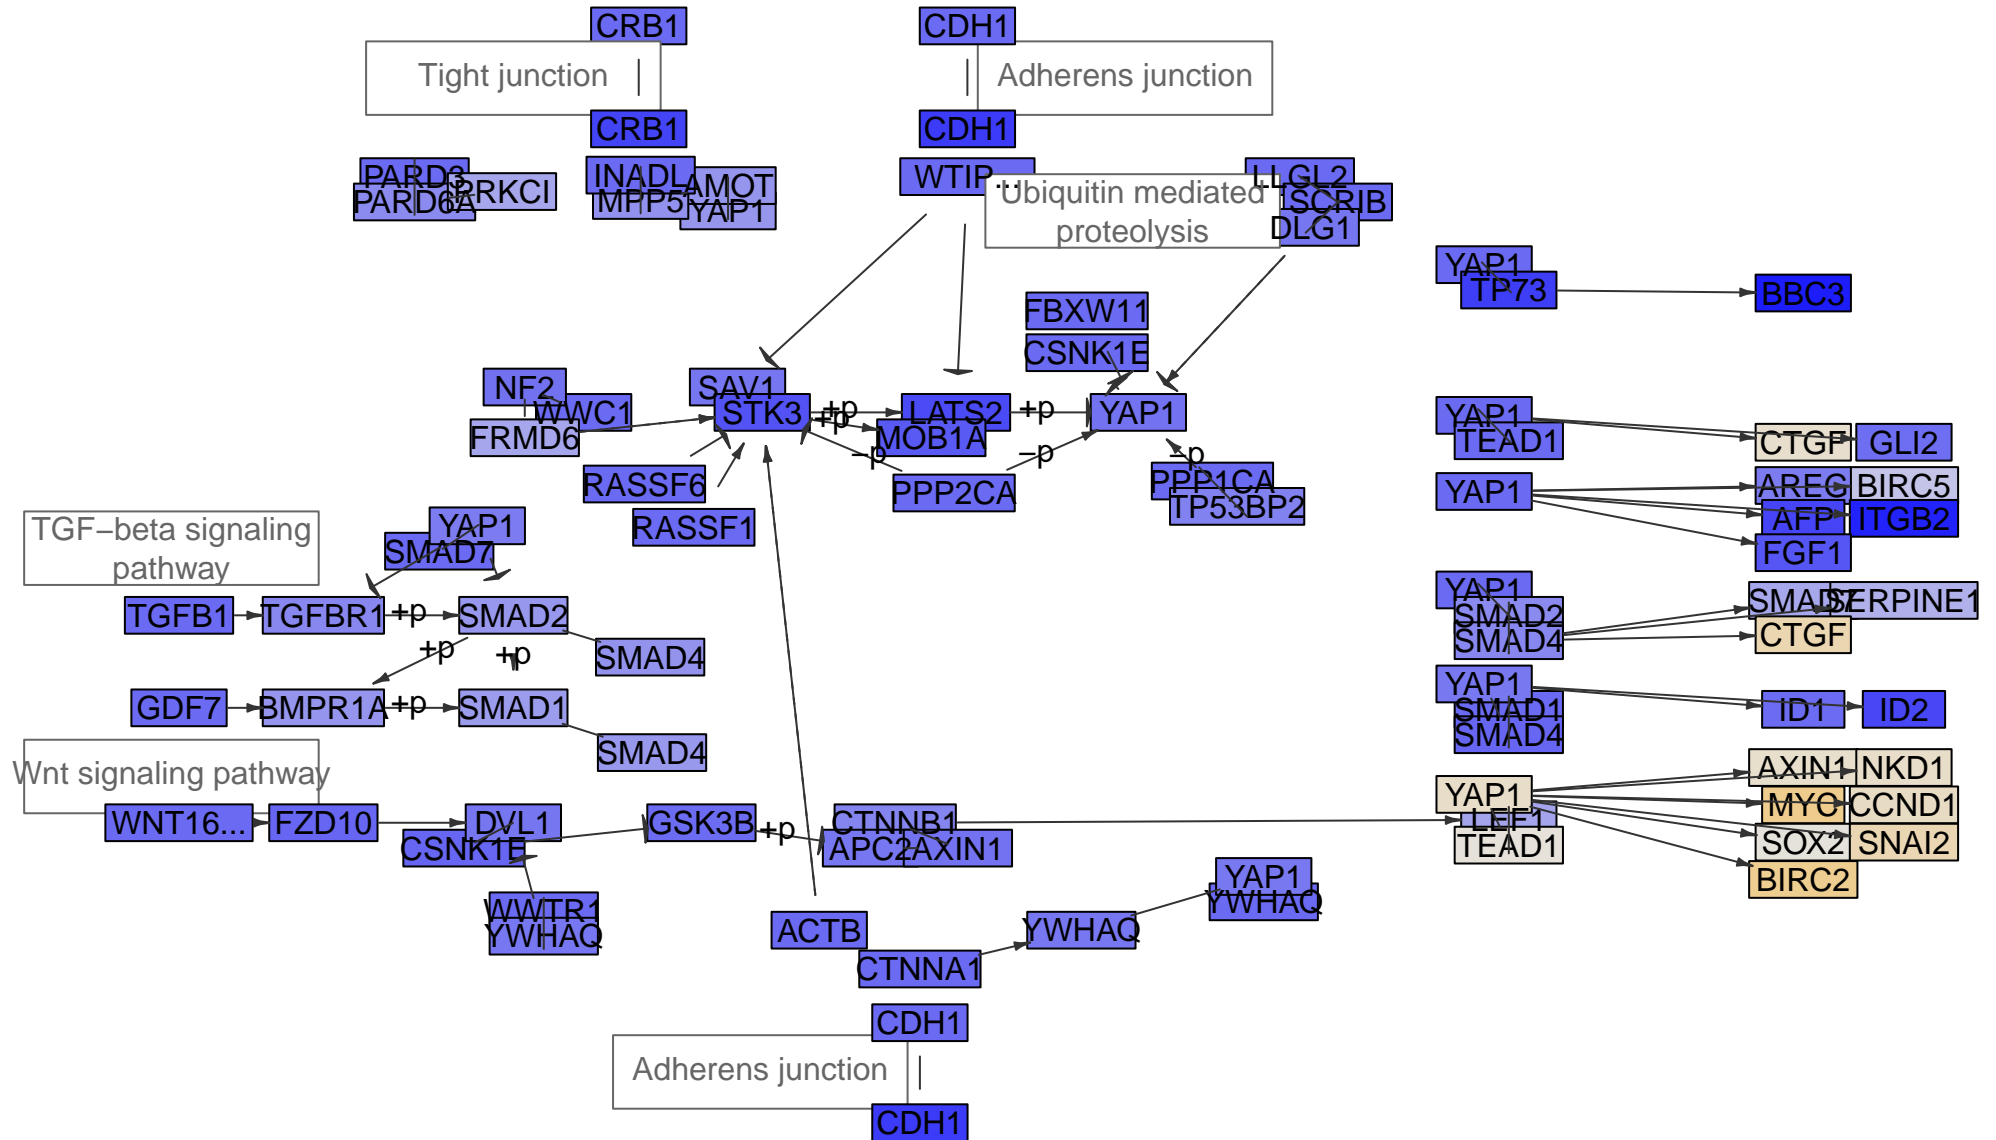 CRB1
CDH1
Tight junction
Adherens junction
CRB1
CDH1
PARD3
PRKCI
PARD6A
INADL
AMOT
MPP5
YAP1
WTIP...
Ubiquitin mediated
proteolysis
LLGL2
SCRIB
DLG1
YAP1
TP73
BBC3
FBXW11
CSNK1E
NF2
WWC1
FRMD6
SAV1
STK3
+p
+p
LATS2
MOB1A
+p
YAP1
−p
−p
−p
RASSF6
RASSF1
PPP2CA
PPP1CA
TP53BP2
YAP1
TEAD1
CTGF
GLI2
YAP1
AREG
BIRC5
AFP
ITGB2
FGF1
TGF−beta signaling
pathway
YAP1
SMAD7
TGFB1
TGFBR1
+p
SMAD2
+p
+p
SMAD4
YAP1
SMAD2
SMAD4
SMAD7
SERPINE1
CTGF
GDF7
BMPR1A
+p
SMAD1
SMAD4
YAP1
SMAD1
SMAD4
ID1
ID2
Wnt signaling pathway
WNT16...
FZD10
DVL1
CSNK1E
GSK3B
+p
CTNNB1
APC2
AXIN1
YAP1
LEF1
TEAD1
AXIN1
NKD1
MYC
CCND1
SOX2
SNAI2
BIRC2
WWTR1
YWHAQ
ACTB
CTNNA1
YWHAQ
YAP1
YWHAQ
CDH1
Adherens junction
CDH1